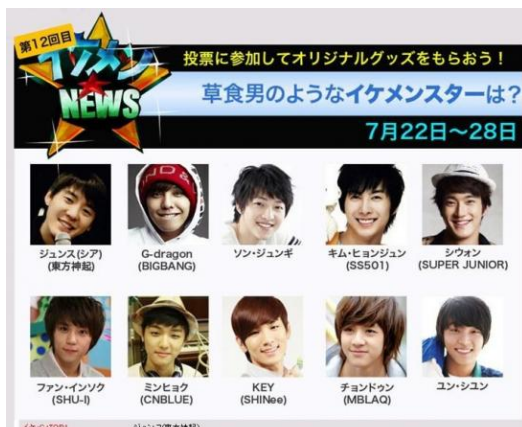 第12回目
イケメン
NEWS
投票に参加してオリジナルグッズをもらおう！
草食男のようなイケメンスターは？
7月22日〜28日
ジュンス(シア)
(東方神起)
G-dragon
(BIGBANG)
ソン・ジュンギ
キム・ヒョンジュン
(SS501)
シウォン
(SUPER JUNIOR)
ファン・インソク
(SHU-I)
ミンヒョク
(CNBLUE)
KEY
(SHINee)
チョンドゥン
(MBLAQ)
ユン・シユン